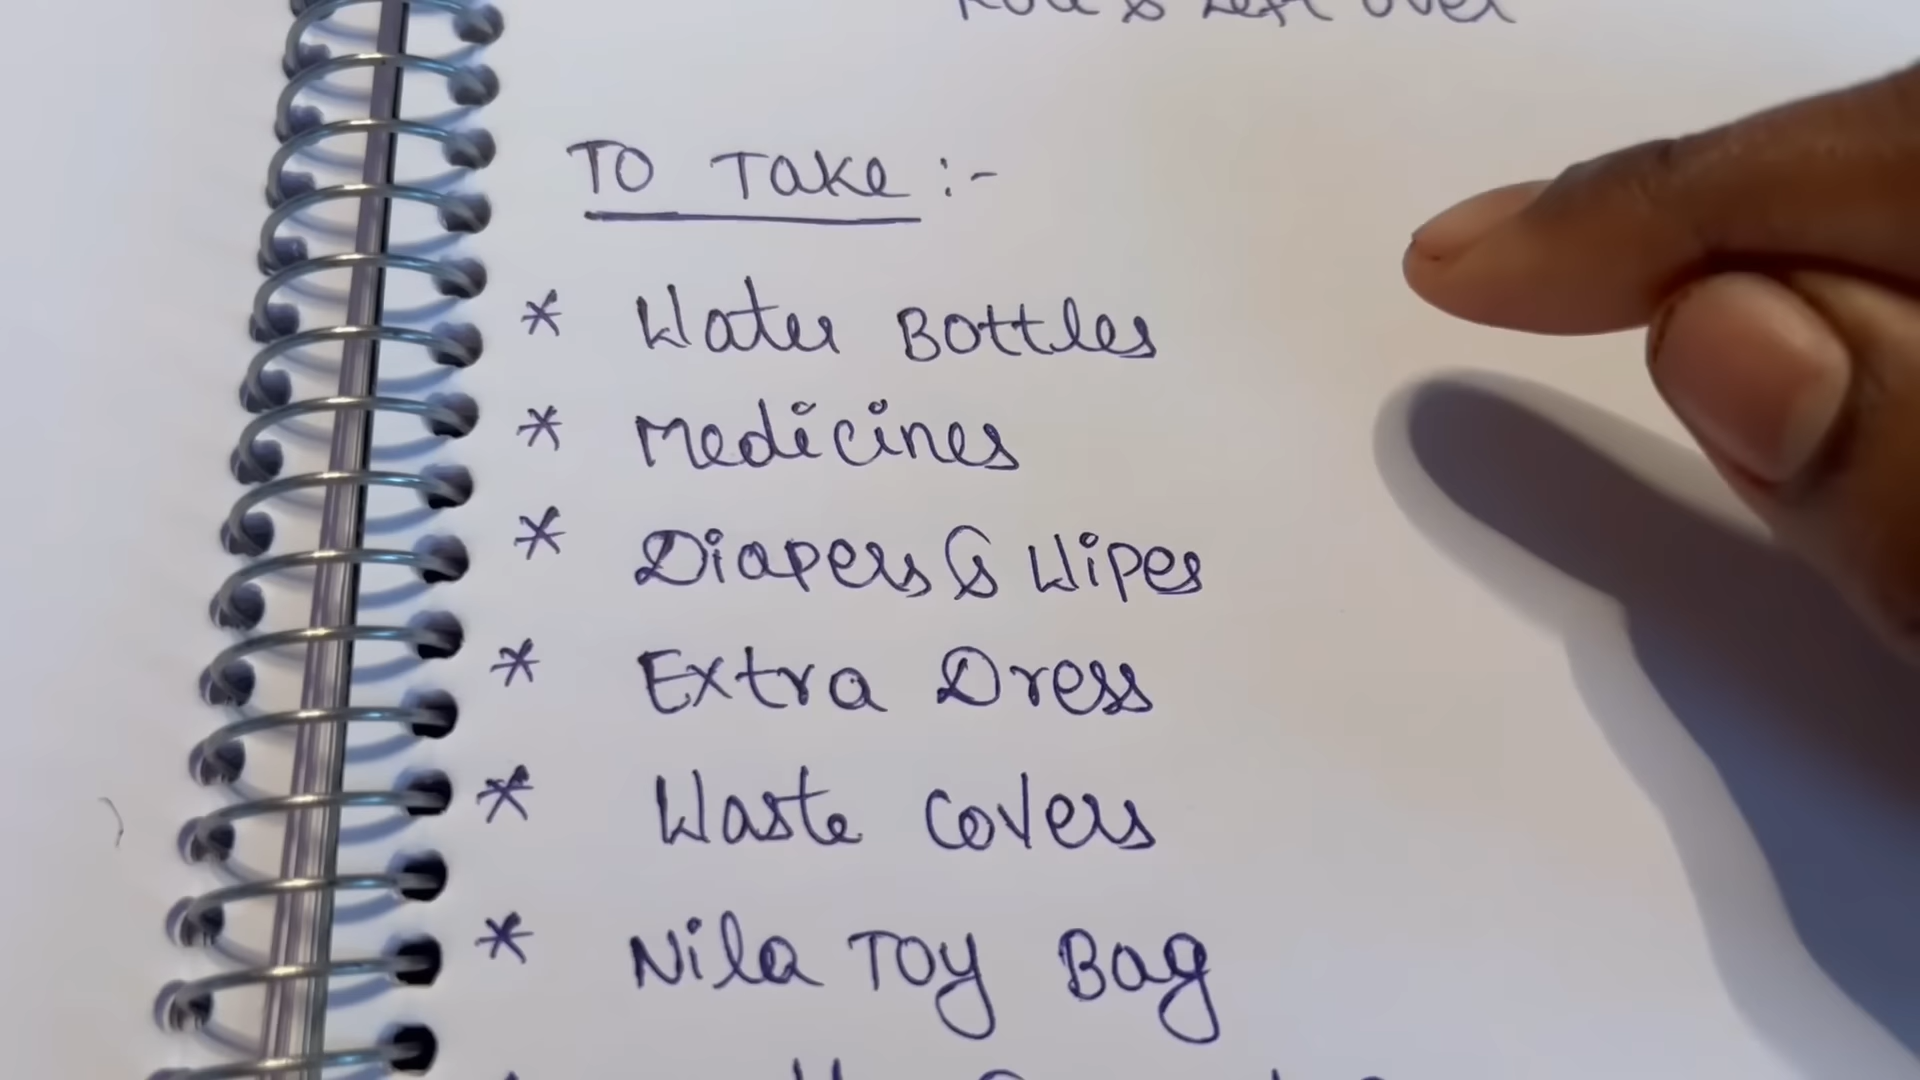 TO Take :-
* Water Bottles
* Medicines
* Diapers & Wipes
* Extra Dress
* Waste Covers
* Nila Toy Bag